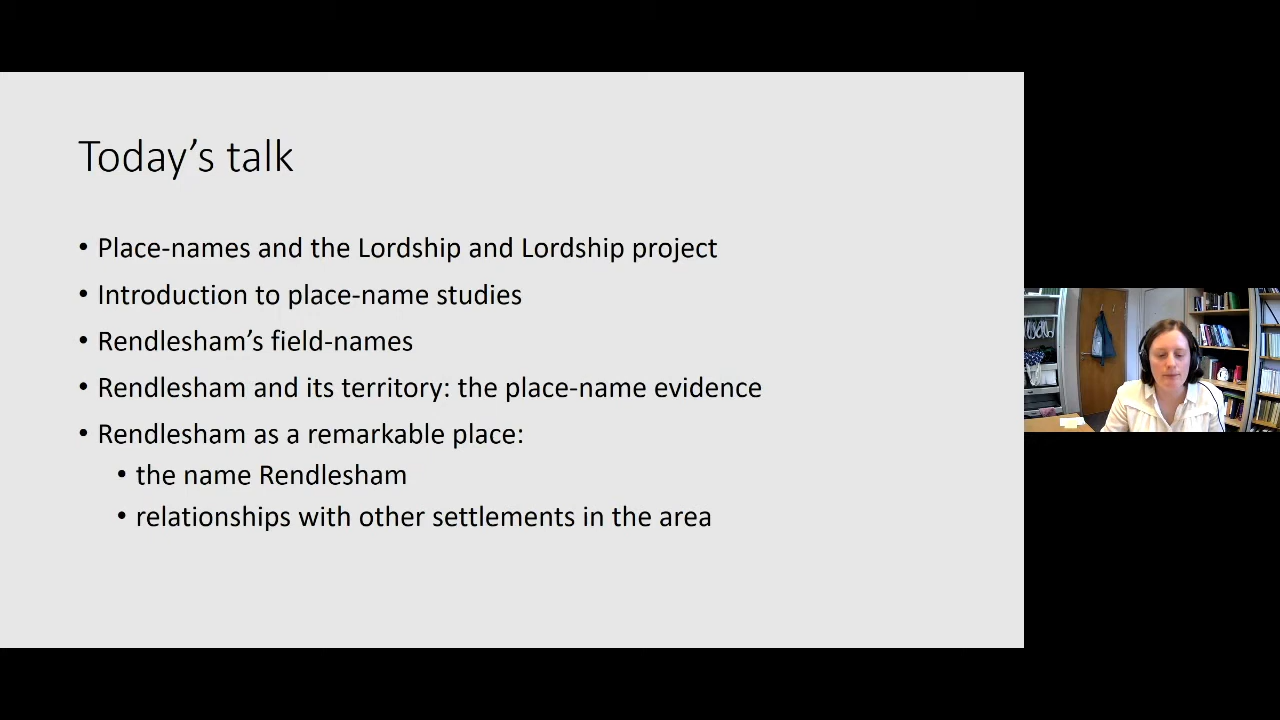 Today’s talk
• Place-names and the Lordship and Lordship project
• Introduction to place-name studies
• Rendlesham’s field-names
• Rendlesham and its territory: the place-name evidence
• Rendlesham as a remarkable place:
• the name Rendlesham
• relationships with other settlements in the area